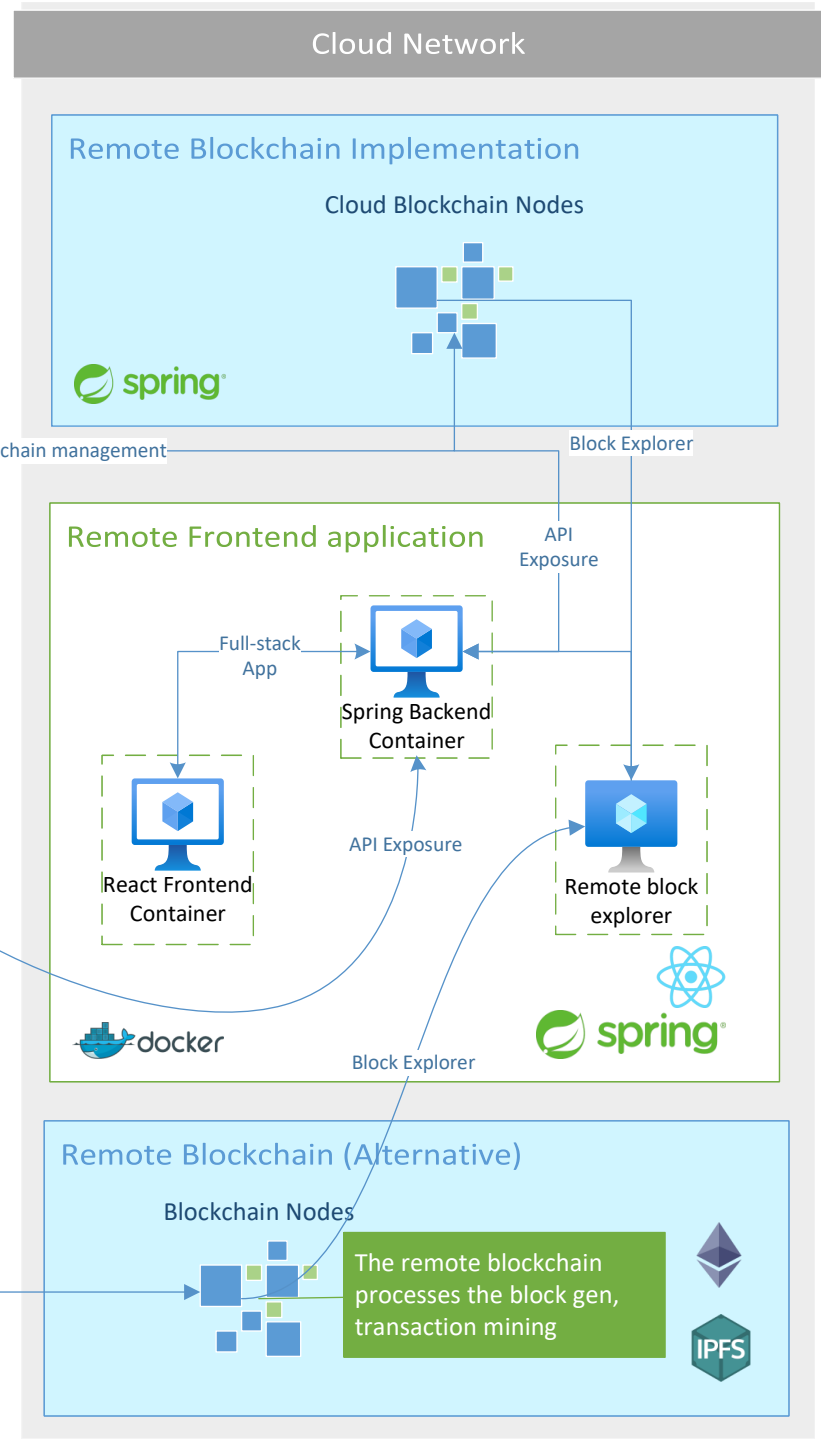 Cloud Network
Remote Blockchain Implementation
Cloud Blockchain Nodes
spring
chain management
Block Explorer
Remote Frontend application
API
Exposure
Full-stack
App
Spring Backend
Container
API Exposure
React Frontend
Container
Remote block
explorer
docker
spring
Block Explorer
Remote Blockchain (Alternative)
Blockchain Nodes
The remote blockchain
processes the block gen,
transaction mining
IPFS